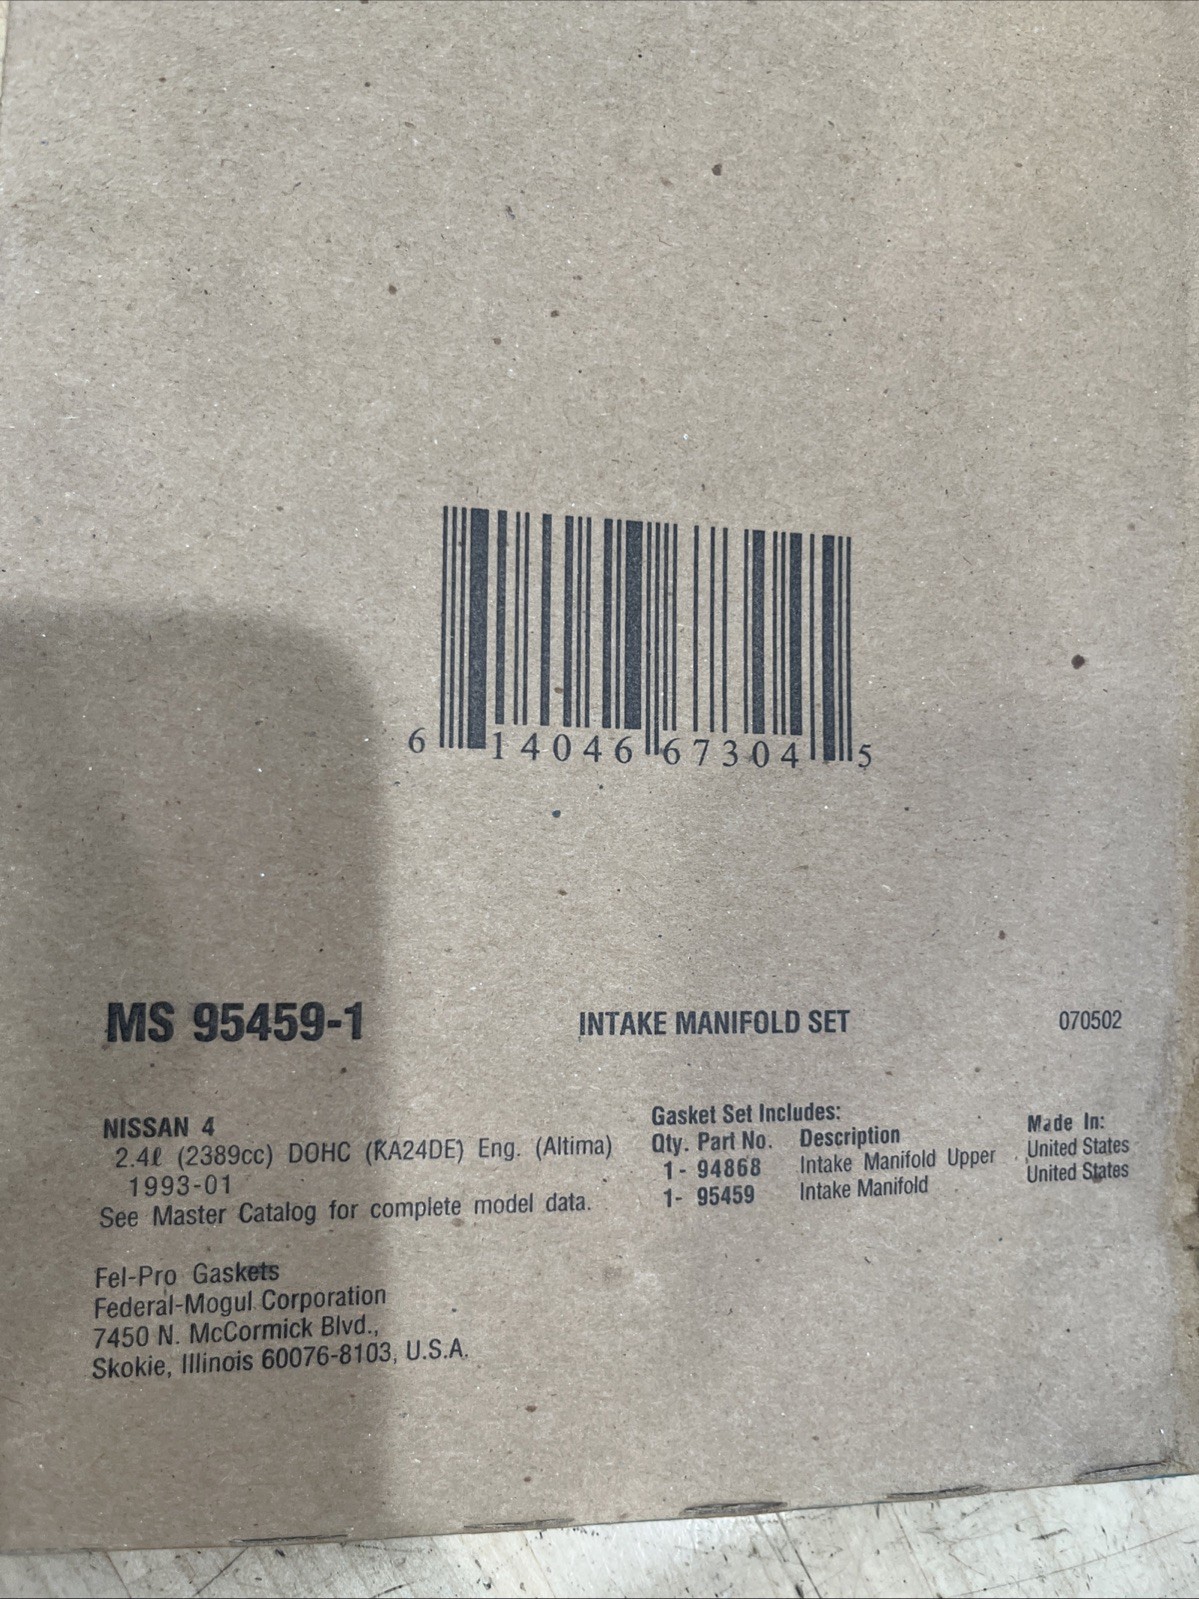 6 14046 67304 5
MS 95459-1 INTAKE MANIFOLD SET 070502
NISSAN 4
2.4ℓ (2389cc) DOHC (KA24DE) Eng. (Altima)
1993-01
See Master Catalog for complete model data.
Gasket Set Includes:
Qty. Part No. Description Made In:
1- 94868 Intake Manifold Upper United States
1- 95459 Intake Manifold United States
Fel-Pro Gaskets
Federal-Mogul Corporation
7450 N. McCormick Blvd.,
Skokie, Illinois 60076-8103, U.S.A.